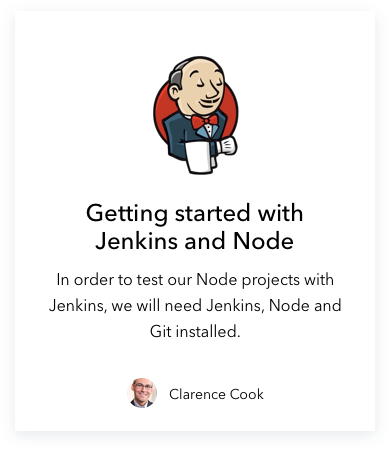 Getting started with
Jenkins and Node
In order to test our Node projects with
Jenkins, we will need Jenkins, Node and
Git installed.
Clarence Cook